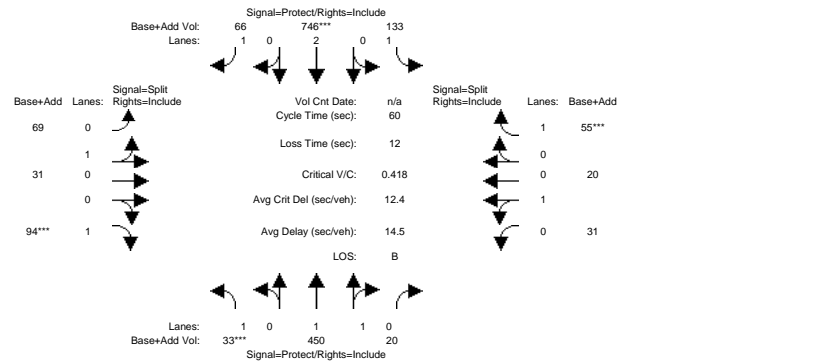 Signal=Protect/Rights=Include
Base+Add Vol: 66 746*** 133
Lanes: 1 0 2 0 1
Signal=Split
Rights=Include
Base+Add Lanes:
Vol Cnt Date: n/a
Signal=Split
Rights=Include
Lanes: Base+Add
Cycle Time (sec): 60
69 0
1 55***
Loss Time (sec): 12
1
0
31 0
Critical V/C: 0.418
0 20
0
Avg Crit Del (sec/veh): 12.4
1
94*** 1
Avg Delay (sec/veh): 14.5
0 31
LOS: B
Lanes: 1 0 1 1 0
Base+Add Vol: 33*** 450 20
Signal=Protect/Rights=Include